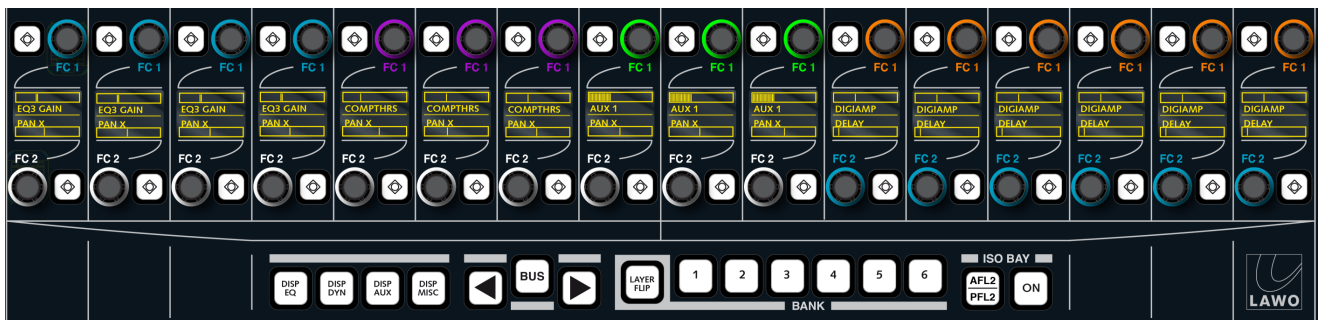 FC 1 FC 1 FC 1 FC 1 FC 1 FC 1 FC 1 FC 1 FC 1 FC 1 FC 1 FC 1 FC 1 FC 1 FC 1 FC 1
EQ3 GAIN EQ3 GAIN EQ3 GAIN EQ3 GAIN COMPTHRS COMPTHRS COMPTHRS AUX 1 AUX 1 AUX 1 DIGIAMP DIGIAMP DIGIAMP DIGIAMP DIGIAMP DIGIAMP
PAN X PAN X PAN X PAN X PAN X PAN X PAN X PAN X PAN X PAN X DELAY DELAY DELAY DELAY DELAY DELAY
FC 2 FC 2 FC 2 FC 2 FC 2 FC 2 FC 2 FC 2 FC 2 FC 2 FC 2 FC 2 FC 2 FC 2 FC 2 FC 2
DISP
EQ
DISP
DYN
DISP
AUX
DISP
MISC
BUS
LAYER
FLIP
1 2 3 4 5 6
BANK
ISO BAY
AFL2
PFL2
ON
LAWO